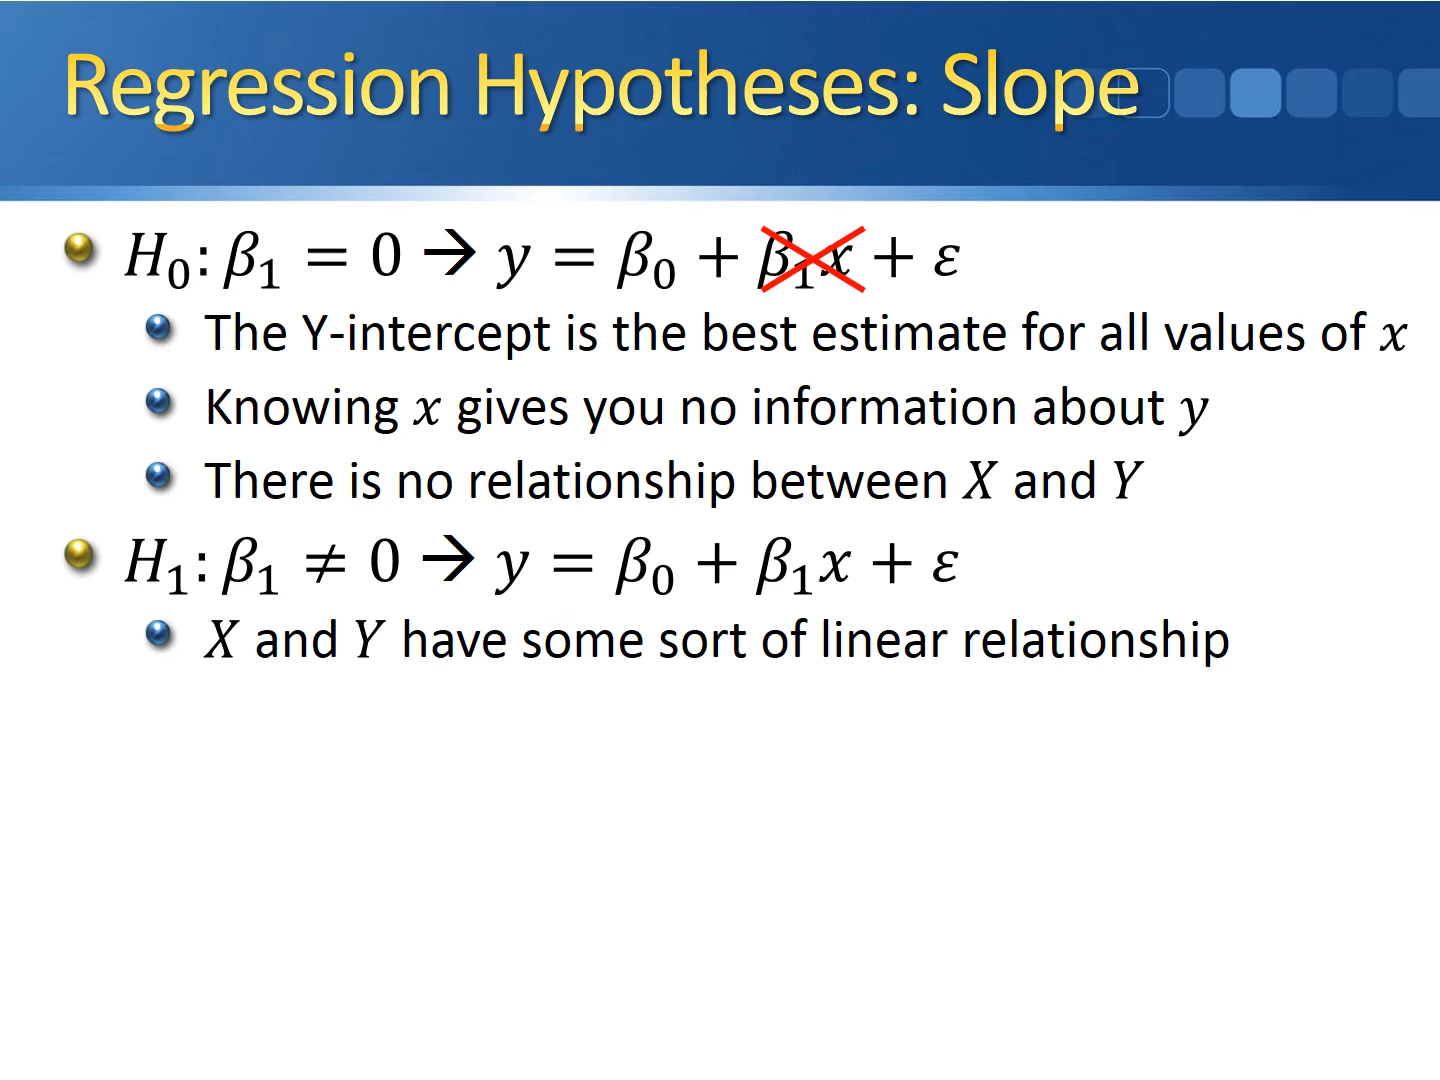 Regression Hypotheses: Slope
H₀: β₁ = 0 → y = β₀ + β₁x + ε
The Y-intercept is the best estimate for all values of x
Knowing x gives you no information about y
There is no relationship between X and Y
H₁: β₁ ≠ 0 → y = β₀ + β₁x + ε
X and Y have some sort of linear relationship